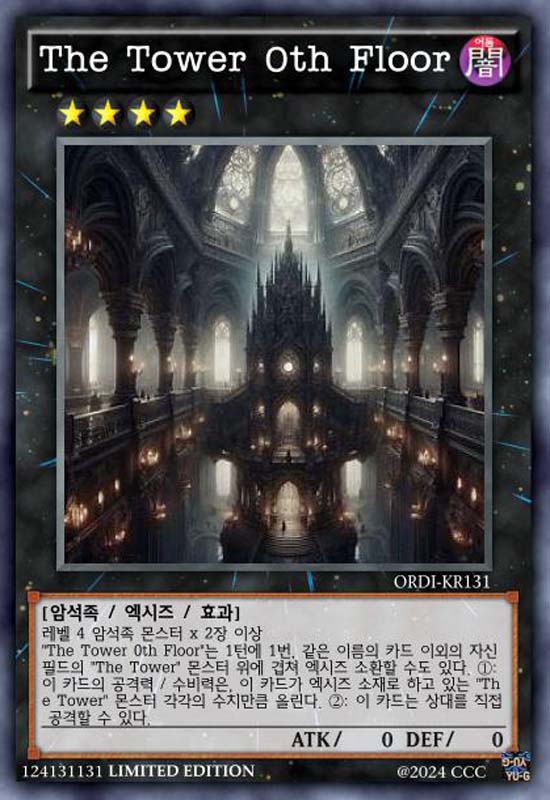 The Tower 0th Floor
어둠
闇
ORDI-KR131
[암석족 / 엑시즈 / 효과]
레벨 4 암석족 몬스터 x 2장 이상
"The Tower 0th Floor"는 1턴에 1번, 같은 이름의 카드 이외의 자신
필드의 "The Tower" 몬스터 위에 겹쳐 엑시즈 소환할 수도 있다. ①:
이 카드의 공격력 / 수비력은, 이 카드가 엑시즈 소재로 하고 있는 "Th
e Tower" 몬스터 각각의 수치만큼 올린다. ②: 이 카드는 상대를 직접
공격할 수 있다.
ATK/ 0 DEF/ 0
124131131 LIMITED EDITION
@2024 CCC
YU-G